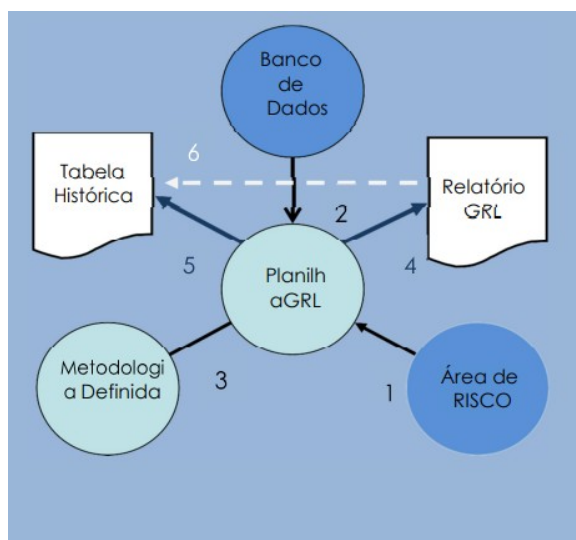 Banco
de
Dados
6
Tabela
Histórica
Relatório
GRL
2
5
Planilh
aGRL
4
Metodologi
a Definida
3
1
Área de
RISCO